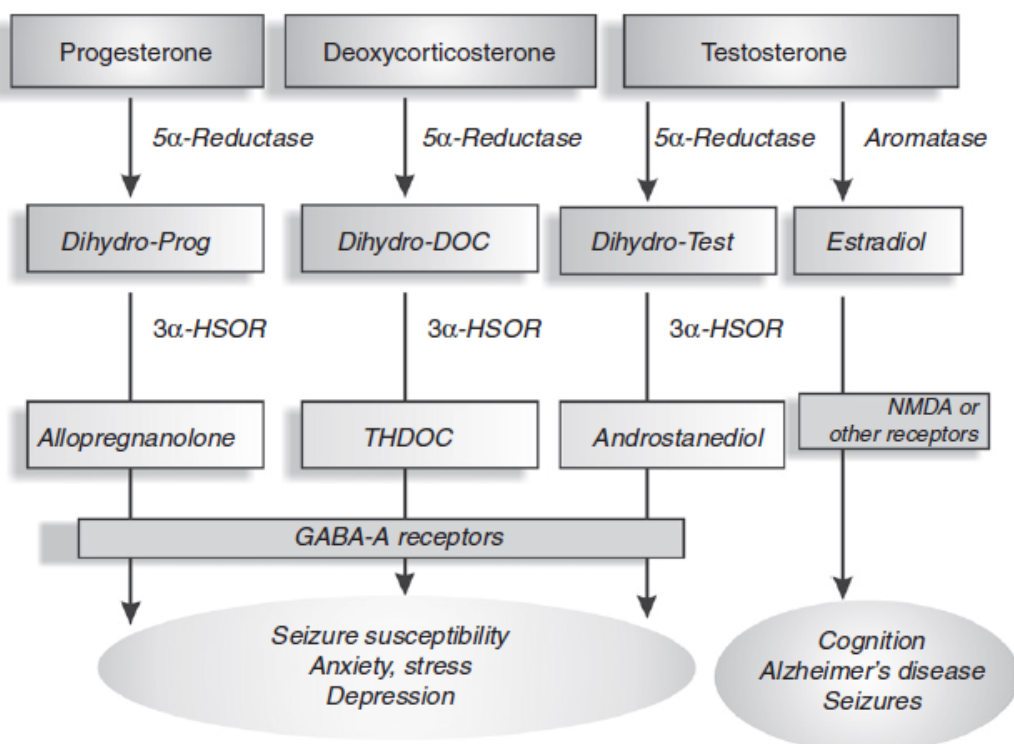 Progesterone
Deoxycorticosterone
Testosterone
5α-Reductase
5α-Reductase
5α-Reductase
Aromatase
Dihydro-Prog
Dihydro-DOC
Dihydro-Test
Estradiol
3α-HSOR
3α-HSOR
3α-HSOR
Allopregnanolone
THDOC
Androstanediol
NMDA or
other receptors
GABA-A receptors
Seizure susceptibility
Anxiety, stress
Depression
Cognition
Alzheimer's disease
Seizures